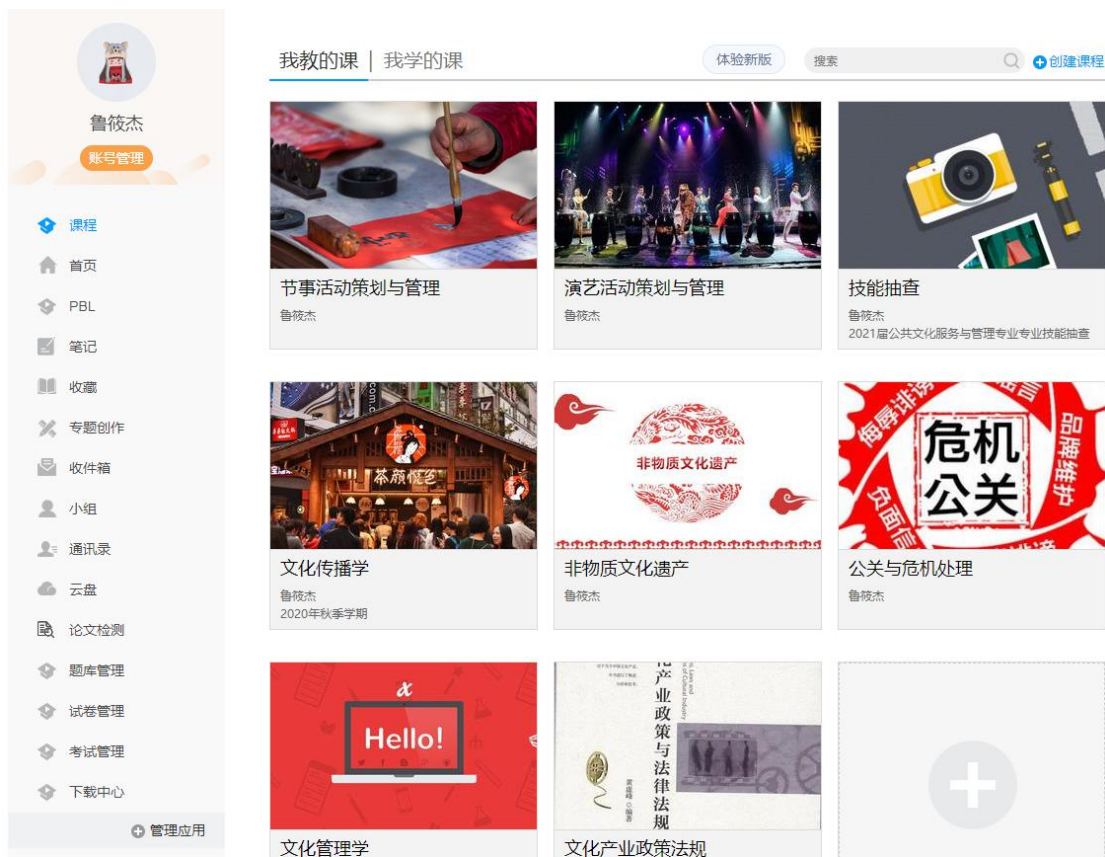 鲁筱杰
账号管理
课程
首页
PBL
笔记
收藏
专题创作
收件箱
小组
通讯录
云盘
论文检测
题库管理
试卷管理
考试管理
下载中心
管理应用
我教的课 | 我学的课
体验新版
搜索
创建课程
节事活动策划与管理
鲁筱杰
演艺活动策划与管理
鲁筱杰
技能抽查
鲁筱杰
2021届公共文化服务与管理专业专业技能抽查
茶颜悦色
文化传播学
鲁筱杰
2020年秋季学期
非物质文化遗产
非物质文化遗产
鲁筱杰
侮辱诽谤
品牌维护
负面信
危机
公关
公关与危机处理
鲁筱杰
Hello!
文化管理学
产业政策与法律法规
文化产业政策法规